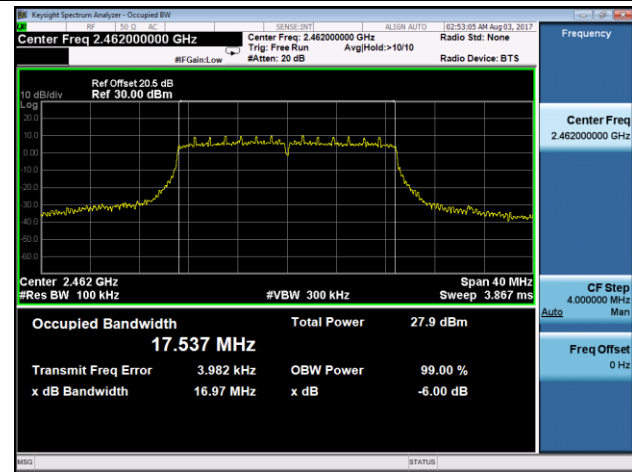 Keysight Spectrum Analyzer - Occupied BW
RF 50 Ω AC SENSE:INT ALIGN AUTO 02:53:05 AM Aug 03, 2017
Center Freq 2.462000000 GHz
Center Freq: 2.462000000 GHz
Radio Std: None
Trig: Free Run Avg|Hold:>10/10
#IFGain:Low
#Atten: 20 dB
Radio Device: BTS
Ref Offset 20.5 dB
10 dB/div Ref 30.00 dBm
Log
20.0
10.0
0.00
-10.0
-20.0
-30.0
-40.0
-50.0
-60.0
Center 2.462 GHz
Span 40 MHz
#Res BW 100 kHz
#VBW 300 kHz
Sweep 3.867 ms
Occupied Bandwidth
Total Power 27.9 dBm
17.537 MHz
Transmit Freq Error 3.982 kHz
OBW Power 99.00 %
x dB Bandwidth 16.97 MHz
x dB -6.00 dB
Frequency
Center Freq
2.462000000 GHz
CF Step
4.000000 MHz
Auto Man
Freq Offset
0 Hz
MSG STATUS